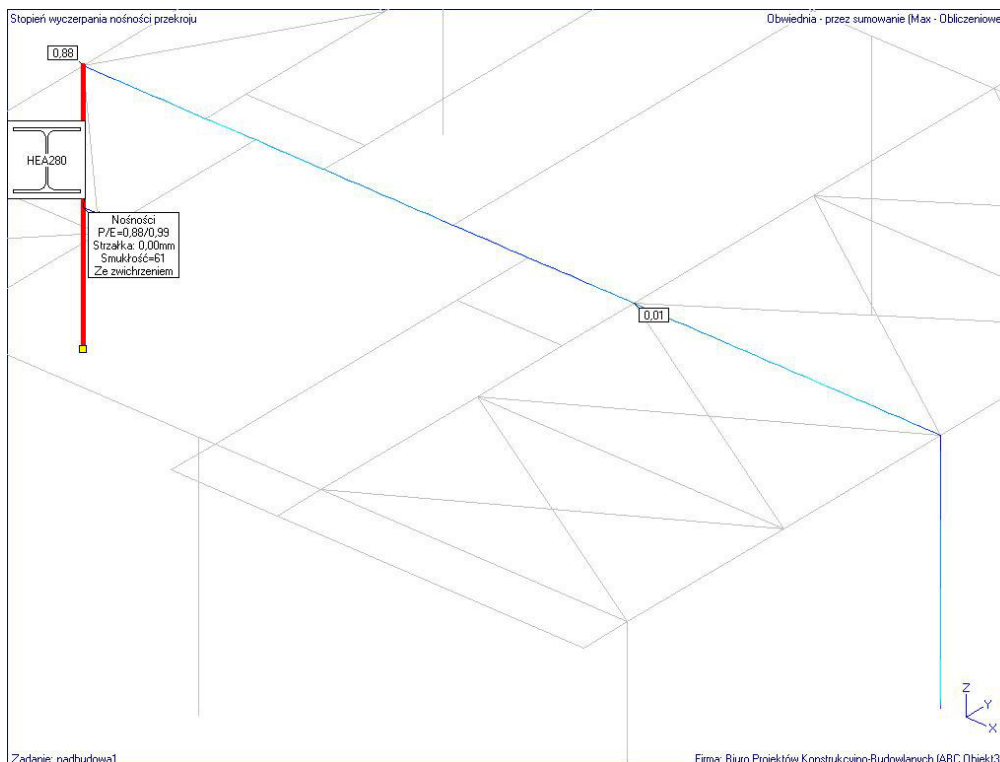 Stopień wyczerpania nośności przekroju
Obwiednia - przez sumowanie (Max - Obliczeniowe
0,88
HEA280
Nośności
P/E=0,88/0,99
Strzałka: 0,00mm
Smukłość=61
Ze zwichrzeniem
0,01
Z
Y
X
Zadanie: nadbudowa1
Firma: Biuro Projektów Konstrukcyjno-Budowlanych (ABC Obiekt3